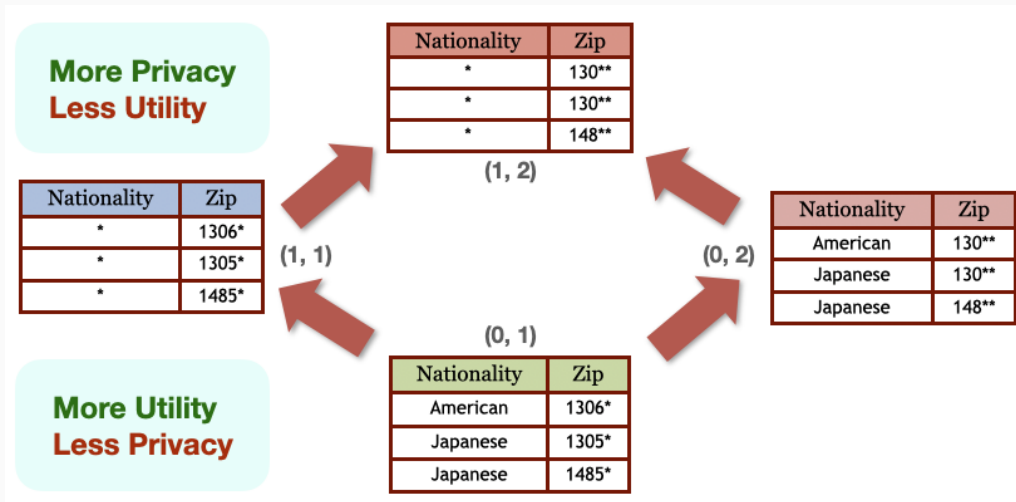 More Privacy
Less Utility
Nationality Zip
* 130**
* 130**
* 148**
(1, 2)
Nationality Zip
* 1306*
* 1305*
* 1485*
(1, 1)
(0, 2)
Nationality Zip
American 130**
Japanese 130**
Japanese 148**
(0, 1)
More Utility
Less Privacy
Nationality Zip
American 1306*
Japanese 1305*
Japanese 1485*